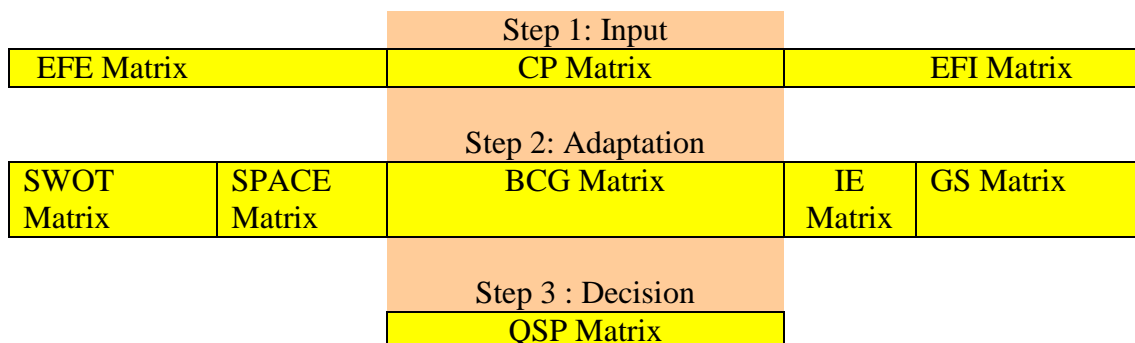 Step 1: Input
EFE Matrix CP Matrix EFI Matrix
Step 2: Adaptation
SWOT Matrix SPACE Matrix BCG Matrix IE Matrix GS Matrix
Step 3 : Decision
QSP Matrix